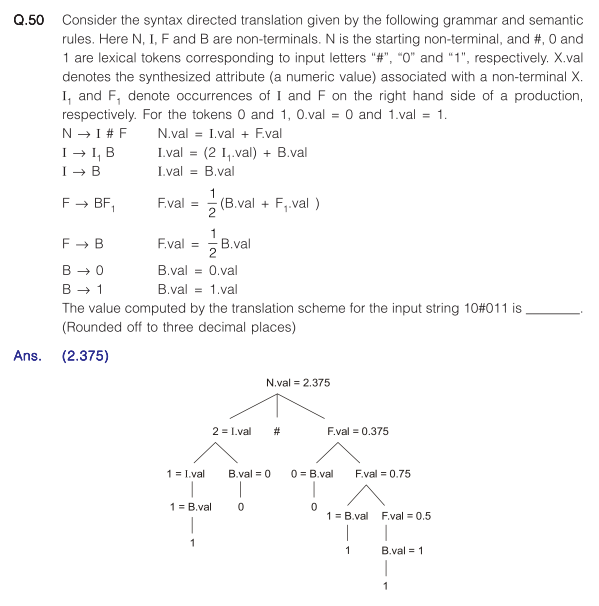 Q.50 Consider the syntax directed translation given by the following grammar and semantic
rules. Here N, I, F and B are non-terminals. N is the starting non-terminal, and #, 0 and
1 are lexical tokens corresponding to input letters “#”, “0” and “1”, respectively. X.val
denotes the synthesized attribute (a numeric value) associated with a non-terminal X.
I₁ and F₁ denote occurrences of I and F on the right hand side of a production,
respectively. For the tokens 0 and 1, 0.val = 0 and 1.val = 1.
N → I # F N.val = I.val + F.val
I → I₁ B I.val = (2 I₁.val) + B.val
I → B I.val = B.val
F → BF₁ F.val = 1/2 (B.val + F₁.val )
F → B F.val = 1/2 B.val
B → 0 B.val = 0.val
B → 1 B.val = 1.val
The value computed by the translation scheme for the input string 10#011 is ________.
(Rounded off to three decimal places)
Ans. (2.375)
N.val = 2.375
2 = I.val # F.val = 0.375
1 = I.val B.val = 0 0 = B.val F.val = 0.75
1 = B.val 0 0 1 = B.val F.val = 0.5
1 1 B.val = 1
1